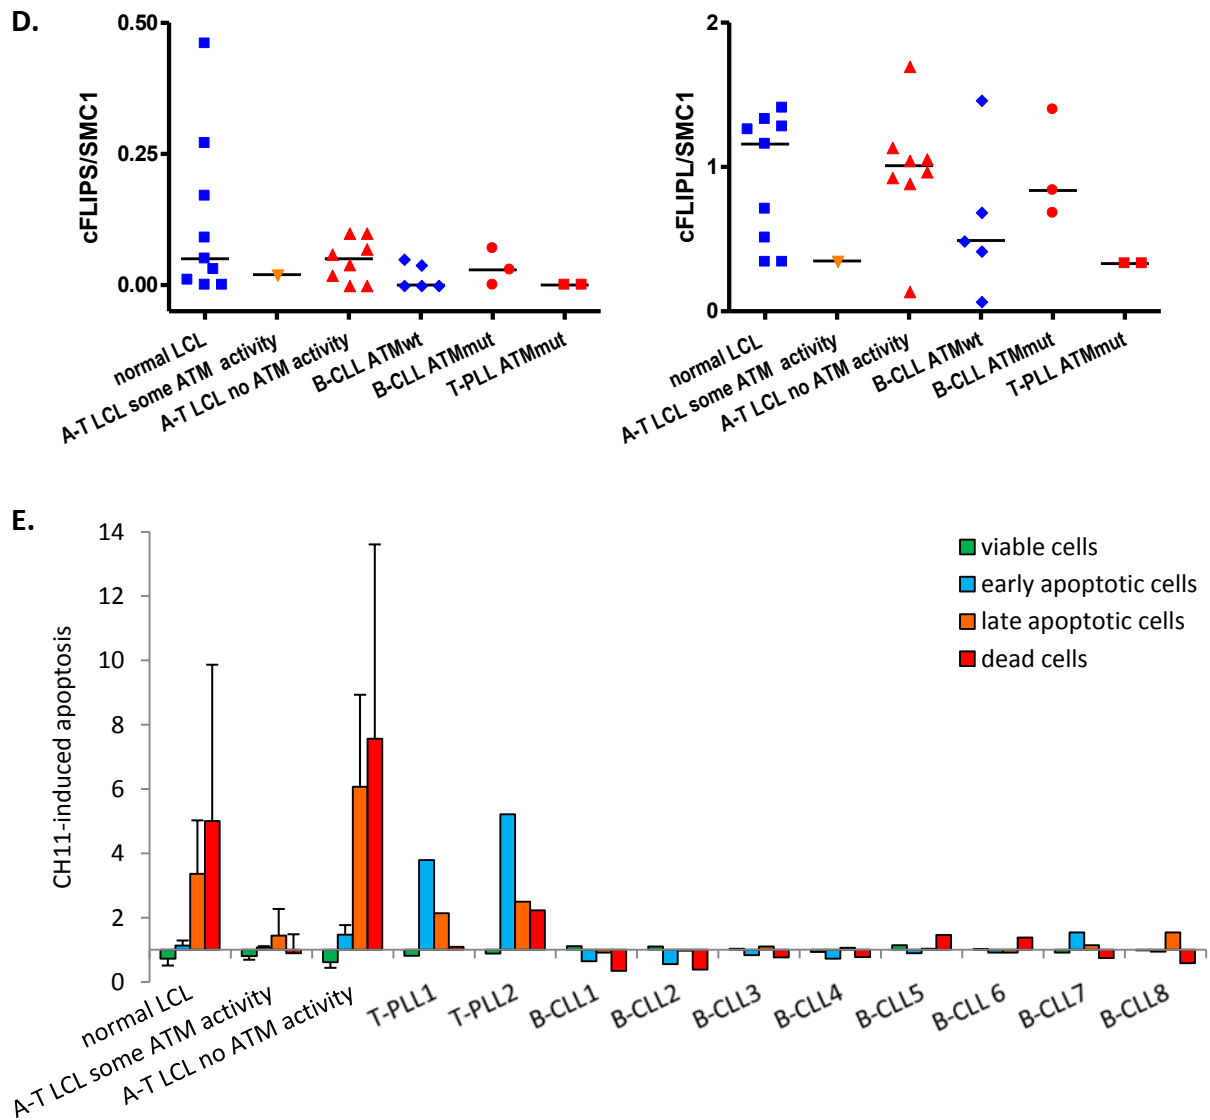 D.
0.50
0.25
0.00
cFLIPS/SMC1
normal LCL
A-T LCL some ATM activity
A-T LCL no ATM activity
B-CLL ATMwt
B-CLL ATMmut
T-PLL ATMmut
2
1
0
cFLIPL/SMC1
normal LCL
A-T LCL some ATM activity
A-T LCL no ATM activity
B-CLL ATMwt
B-CLL ATMmut
T-PLL ATMmut
E.
14
12
10
8
6
4
2
0
CH11-induced apoptosis
viable cells
early apoptotic cells
late apoptotic cells
dead cells
normal LCL
A-T LCL some ATM activity
A-T LCL no ATM activity
T-PLL1
T-PLL2
B-CLL1
B-CLL2
B-CLL3
B-CLL4
B-CLL5
B-CLL 6
B-CLL7
B-CLL8